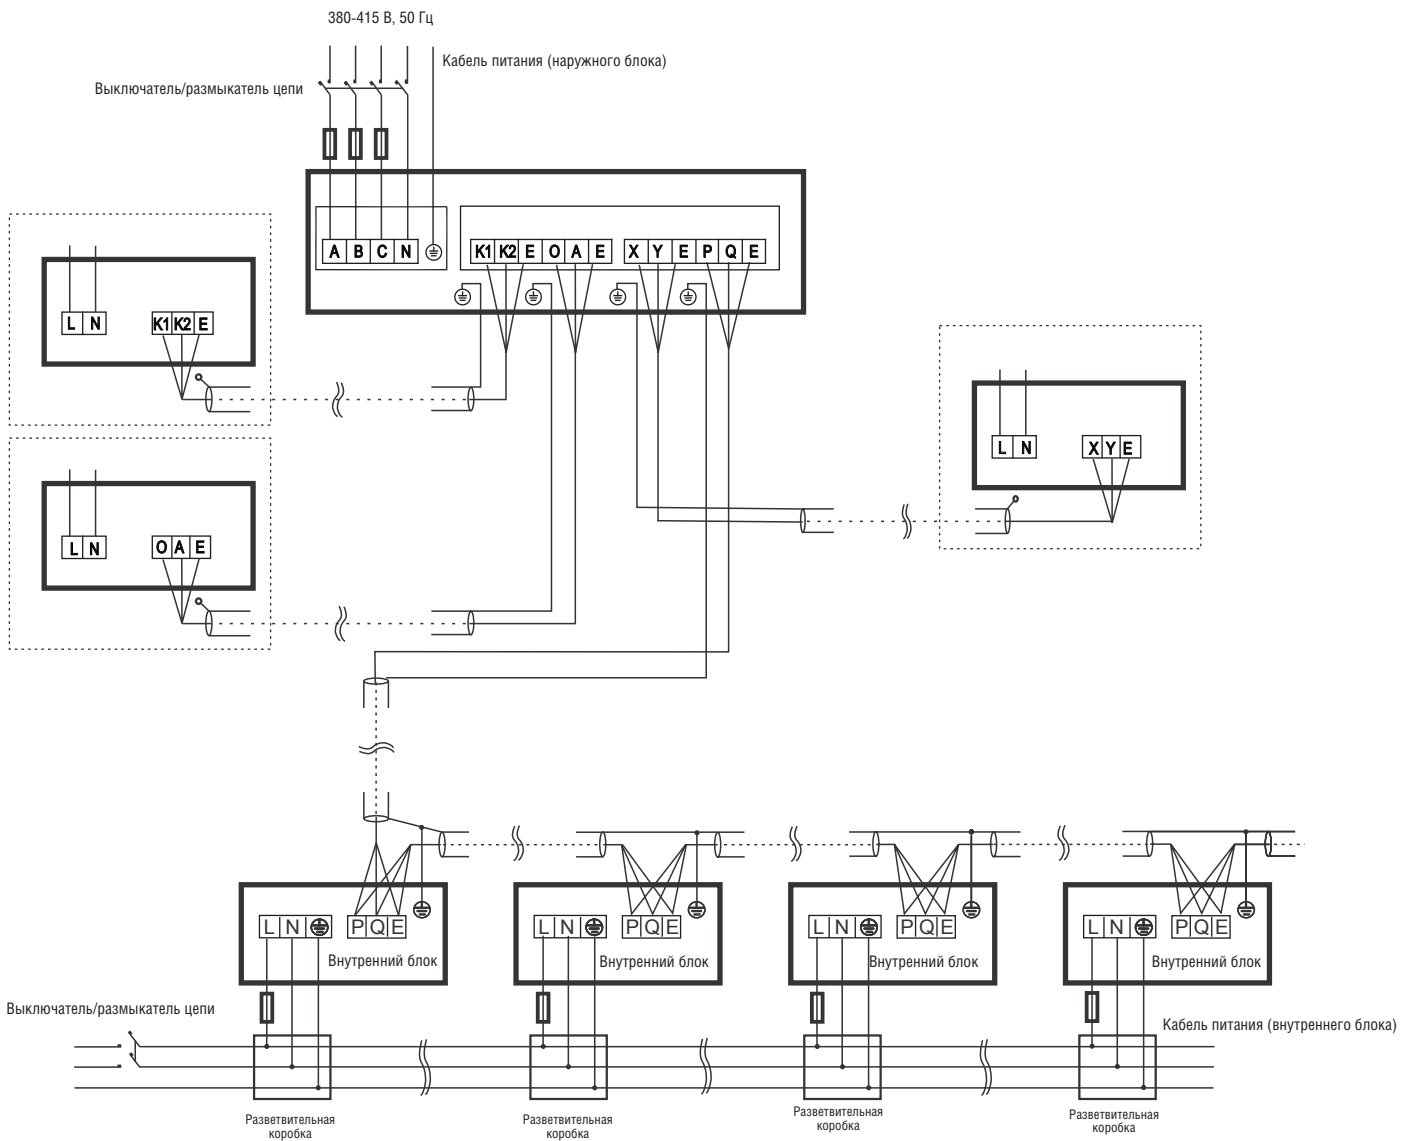 380-415 В, 50 Гц
Кабель питания (наружного блока)
Выключатель/размыкатель цепи
A B C N
K1 K2 E O A E X Y E P Q E
L N K1 K2 E
L N X Y E
L N O A E
L N P Q E
Внутренний блок
L N P Q E
Внутренний блок
L N P Q E
Внутренний блок
L N P Q E
Внутренний блок
Выключатель/размыкатель цепи
Кабель питания (внутреннего блока)
Разветвительная
коробка
Разветвительная
коробка
Разветвительная
коробка
Разветвительная
коробка